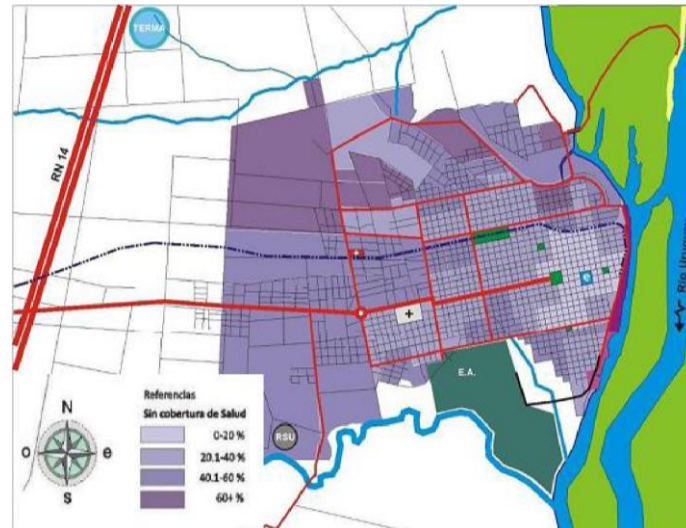 TERMA
RN 14
Río Uruguay
E.A.
RSU
N
o
e
S
Referencias
Sin cobertura de Salud
0-20 %
20.1-40 %
40.1-60 %
60+ %